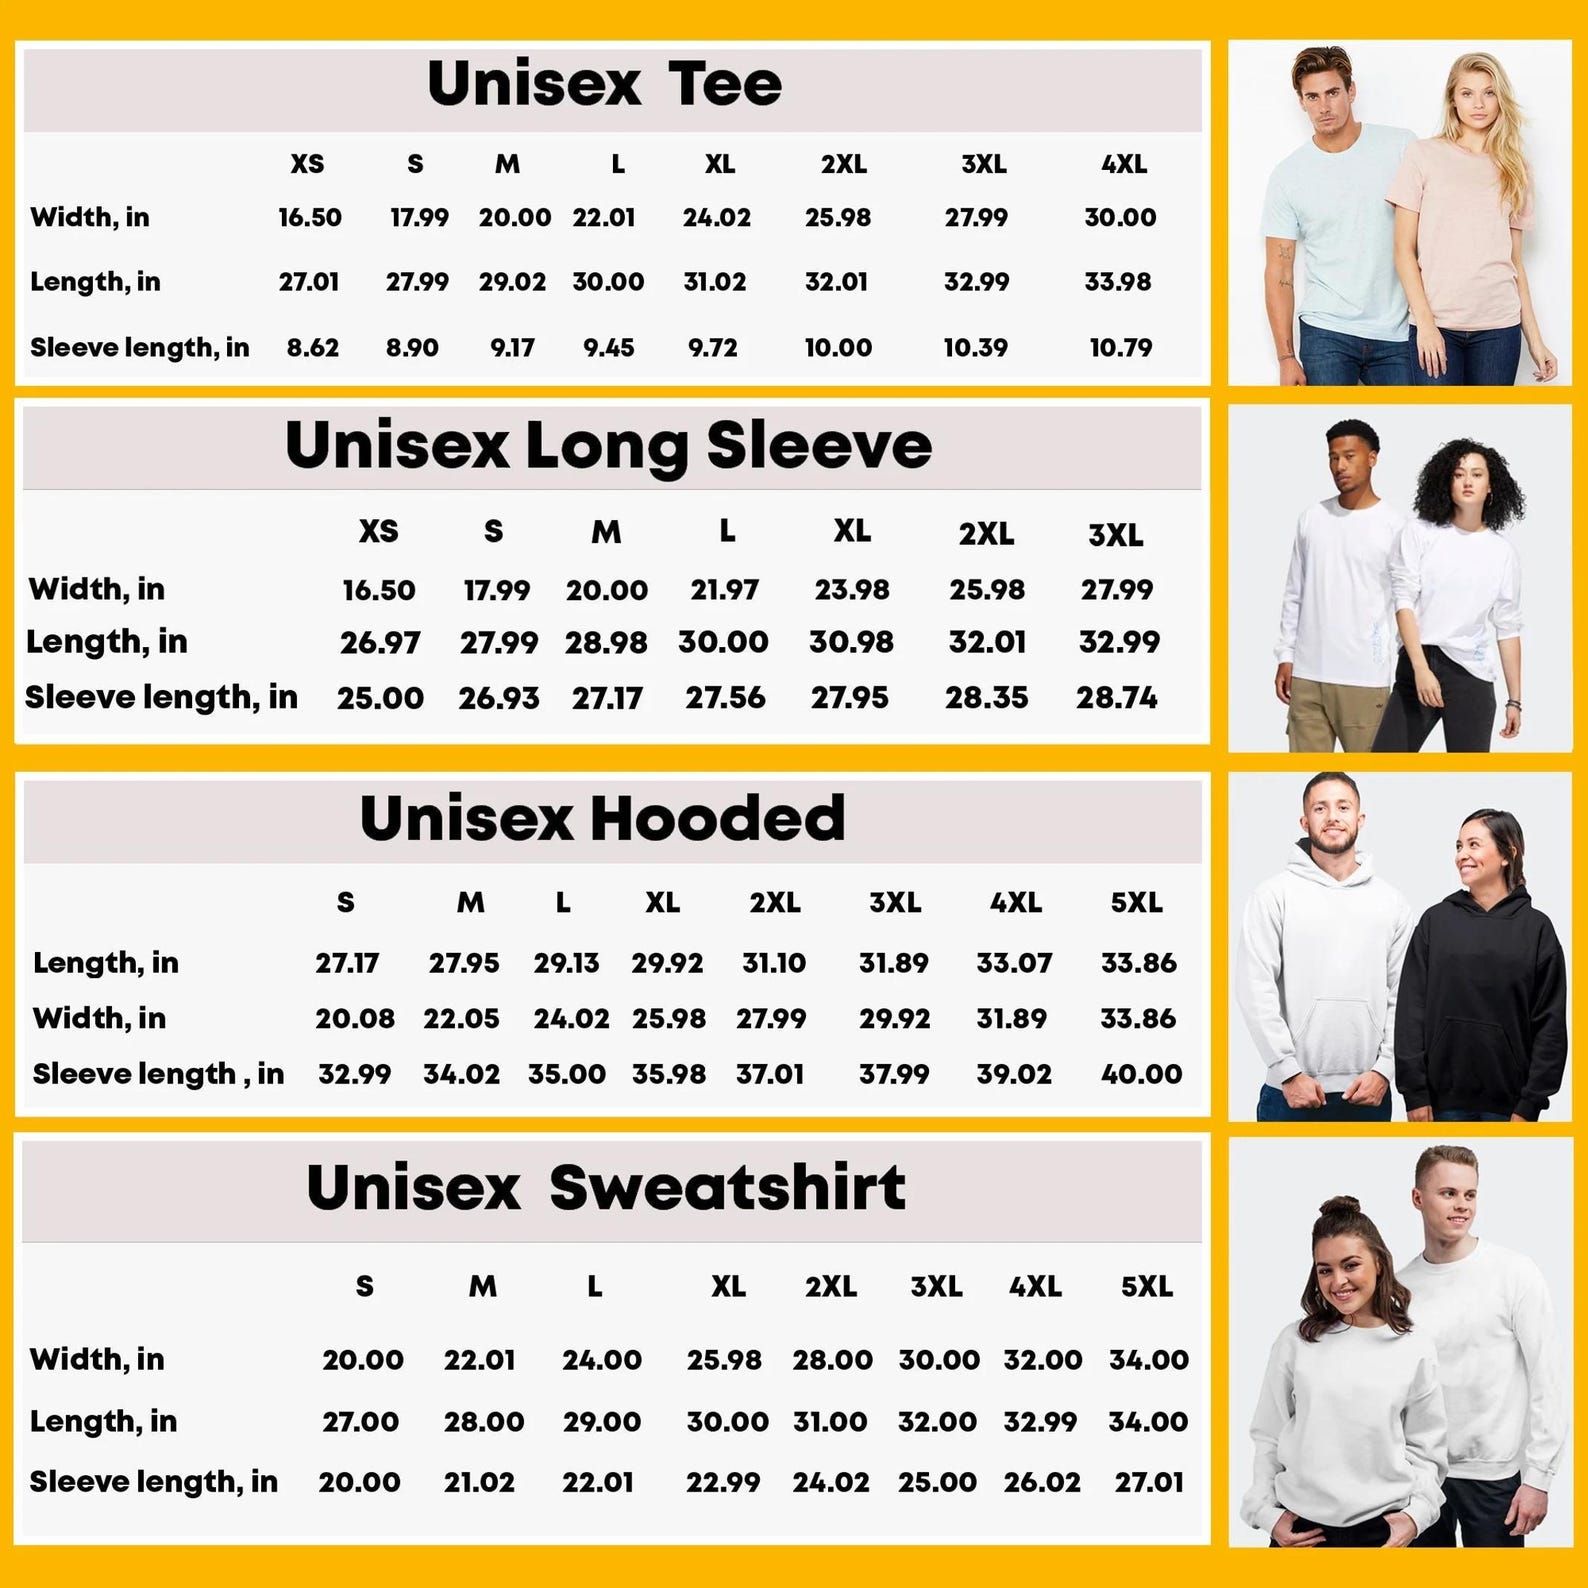 Unisex Tee
XS S M L XL 2XL 3XL 4XL
Width, in 16.50 17.99 20.00 22.01 24.02 25.98 27.99 30.00
Length, in 27.01 27.99 29.02 30.00 31.02 32.01 32.99 33.98
Sleeve length, in 8.62 8.90 9.17 9.45 9.72 10.00 10.39 10.79
Unisex Long Sleeve
XS S M L XL 2XL 3XL
Width, in 16.50 17.99 20.00 21.97 23.98 25.98 27.99
Length, in 26.97 27.99 28.98 30.00 30.98 32.01 32.99
Sleeve length, in 25.00 26.93 27.17 27.56 27.95 28.35 28.74
Unisex Hooded
S M L XL 2XL 3XL 4XL 5XL
Length, in 27.17 27.95 29.13 29.92 31.10 31.89 33.07 33.86
Width, in 20.08 22.05 24.02 25.98 27.99 29.92 31.89 33.86
Sleeve length , in 32.99 34.02 35.00 35.98 37.01 37.99 39.02 40.00
Unisex Sweatshirt
S M L XL 2XL 3XL 4XL 5XL
Width, in 20.00 22.01 24.00 25.98 28.00 30.00 32.00 34.00
Length, in 27.00 28.00 29.00 30.00 31.00 32.00 32.99 34.00
Sleeve length, in 20.00 21.02 22.01 22.99 24.02 25.00 26.02 27.01